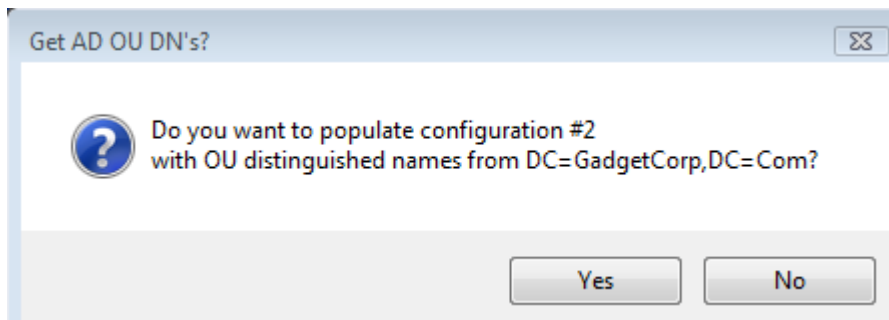 Get AD OU DN's?
Do you want to populate configuration #2
with OU distinguished names from DC=GadgetCorp,DC=Com?
Yes
No